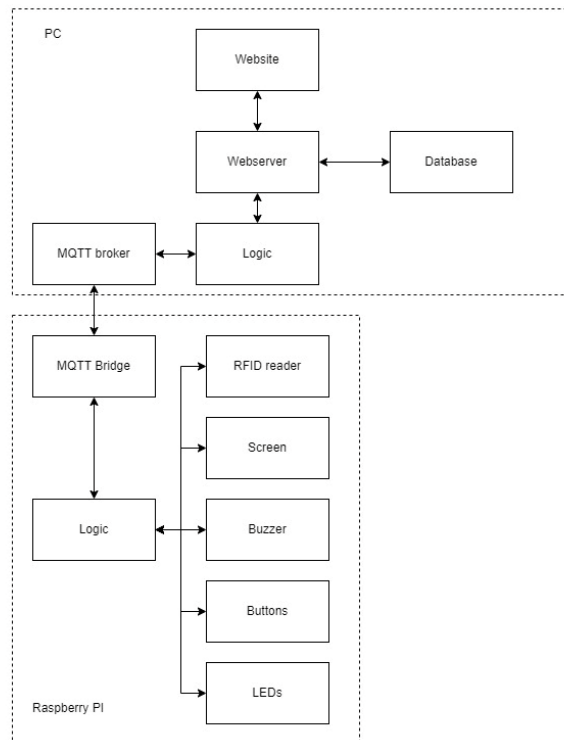 PC
Website
Webserver
Database
MQTT broker
Logic
MQTT Bridge
RFID reader
Screen
Logic
Buzzer
Buttons
LEDs
Raspberry PI